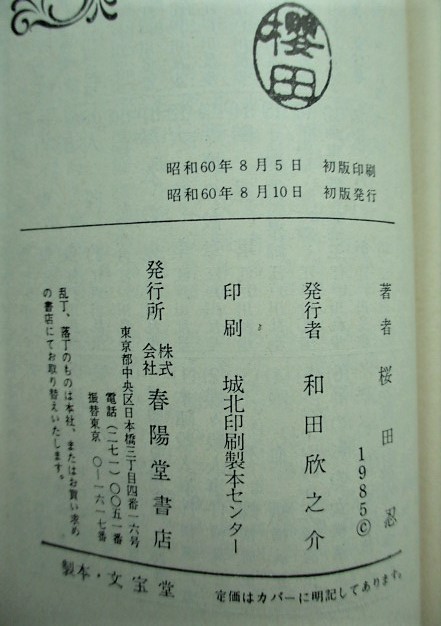 櫻田
昭和60年8月5日 初版印刷
昭和60年8月10日 初版発行
著者 桜田忍
1985©
発行者 和田欣之介
印刷 城北印刷製本センター
発行所 株式会社 春陽堂書店
東京都中央区日本橋三丁目四番一六号
電話(二七一)〇〇五一番
振替東京 〇—一六一七番
乱丁、落丁のものは本社、またはお買い求め
の書店にてお取り替えいたします。
製本・文宝堂
定価はカバーに明記してあります。